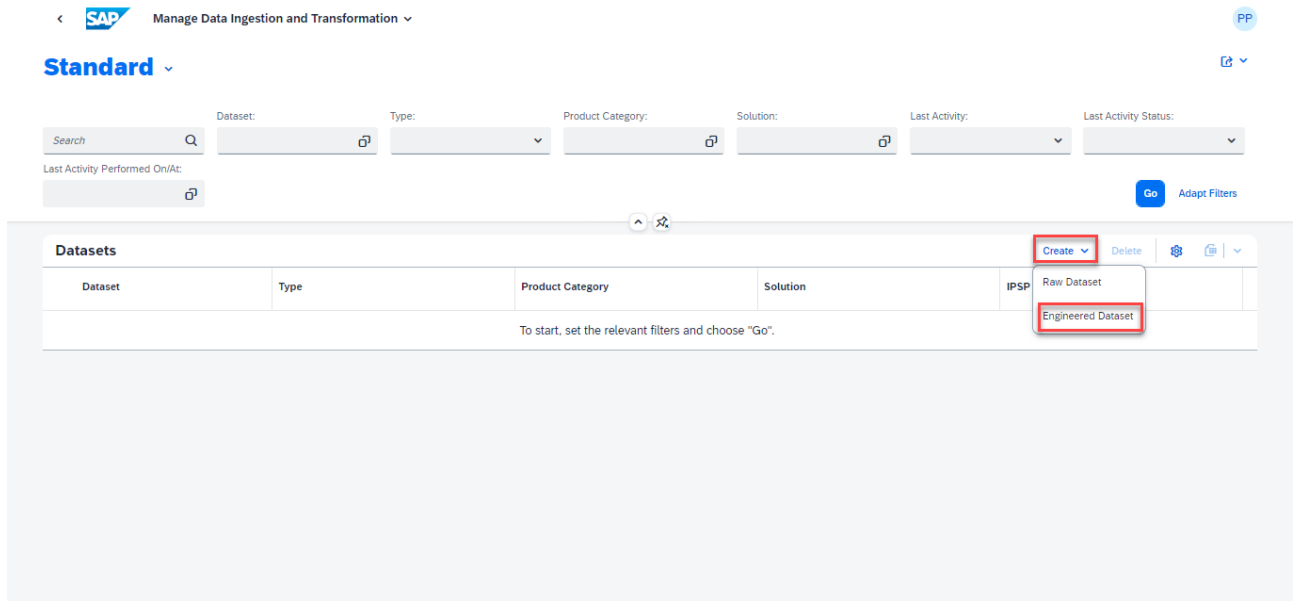 SAP Manage Data Ingestion and Transformation PP
Standard
Dataset: Type: Product Category: Solution: Last Activity: Last Activity Status:
Search
Last Activity Performed On/At:
Go Adapt Filters
Datasets Create Delete
Raw Dataset
Dataset Type Product Category Solution IPSP
Engineered Dataset
To start, set the relevant filters and choose "Go".